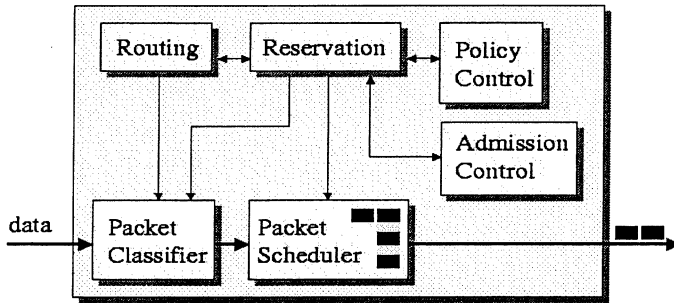 Routing
Reservation
Policy
Control
Admission
Control
data
Packet
Classifier
Packet
Scheduler